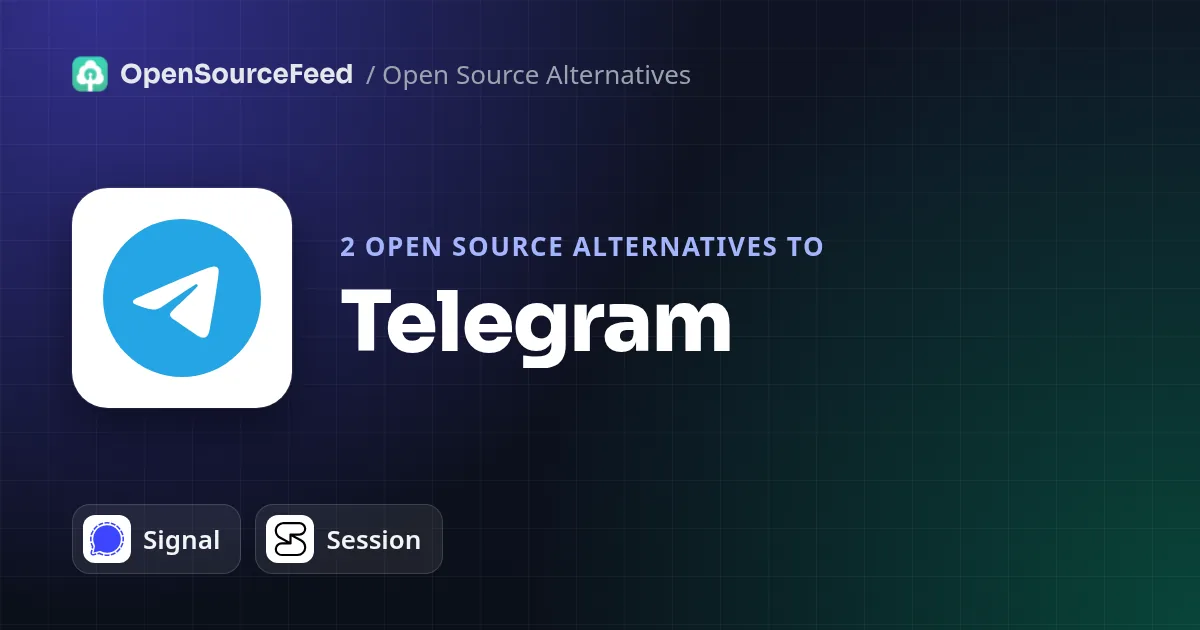 OpenSourceFeed / Open Source Alternatives
2 OPEN SOURCE ALTERNATIVES TO
Telegram
Signal
Session